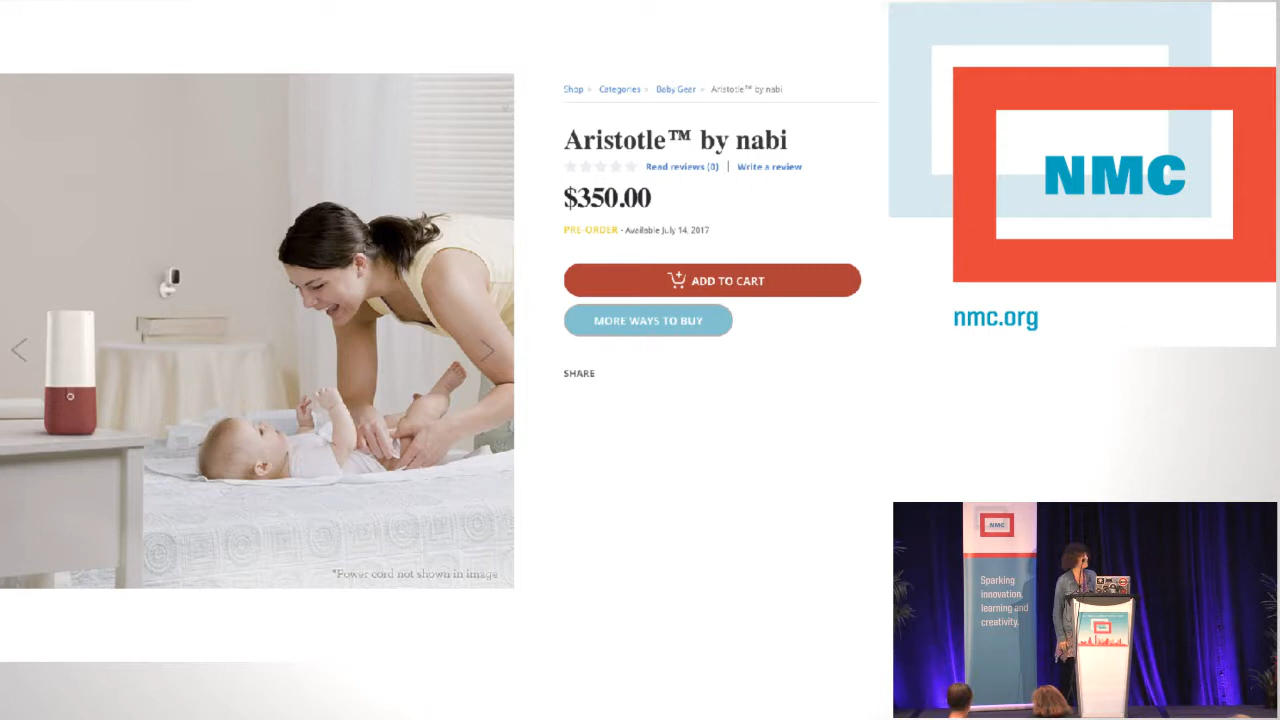 Shop » Categories » Baby Gear » Aristotle™ by nabi
Aristotle™ by nabi
Read reviews (0) | Write a review
$350.00
PRE-ORDER - Available July 14, 2017
ADD TO CART
MORE WAYS TO BUY
SHARE
*Power cord not shown in image
NMC
nmc.org
NMC
Sparking
innovation,
learning and
creativity.